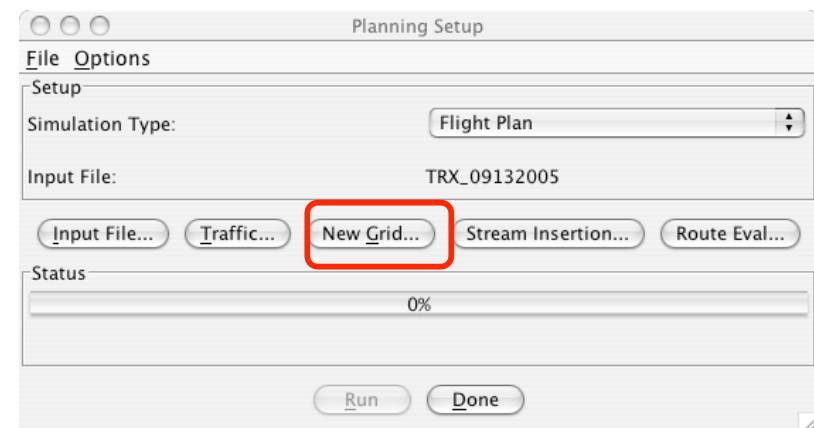 Planning Setup
File Options
Setup
Simulation Type: Flight Plan
Input File: TRX_09132005
Input File... Traffic... New Grid... Stream Insertion... Route Eval...
Status
0%
Run Done